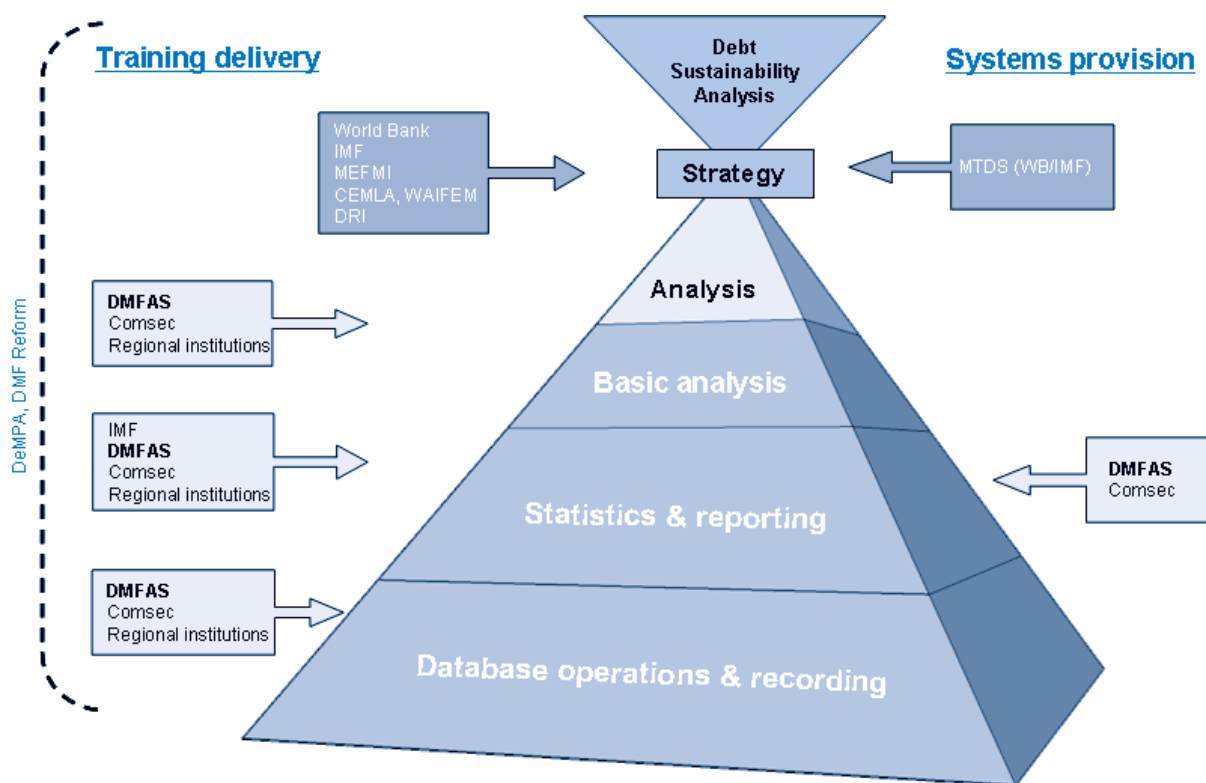 Training delivery
Debt
Sustainability
Analysis
Systems provision
World Bank
IMF
MEFMI
CEMLA, WAIFEM
DRI
Strategy
MTDS (WB/IMF)
DMFAS
Comsec
Regional institutions
Analysis
Basic analysis
IMF
DMFAS
Comsec
Regional institutions
Statistics & reporting
DMFAS
Comsec
DMFAS
Comsec
Regional institutions
Database operations & recording
DeMPA, DMF Reform